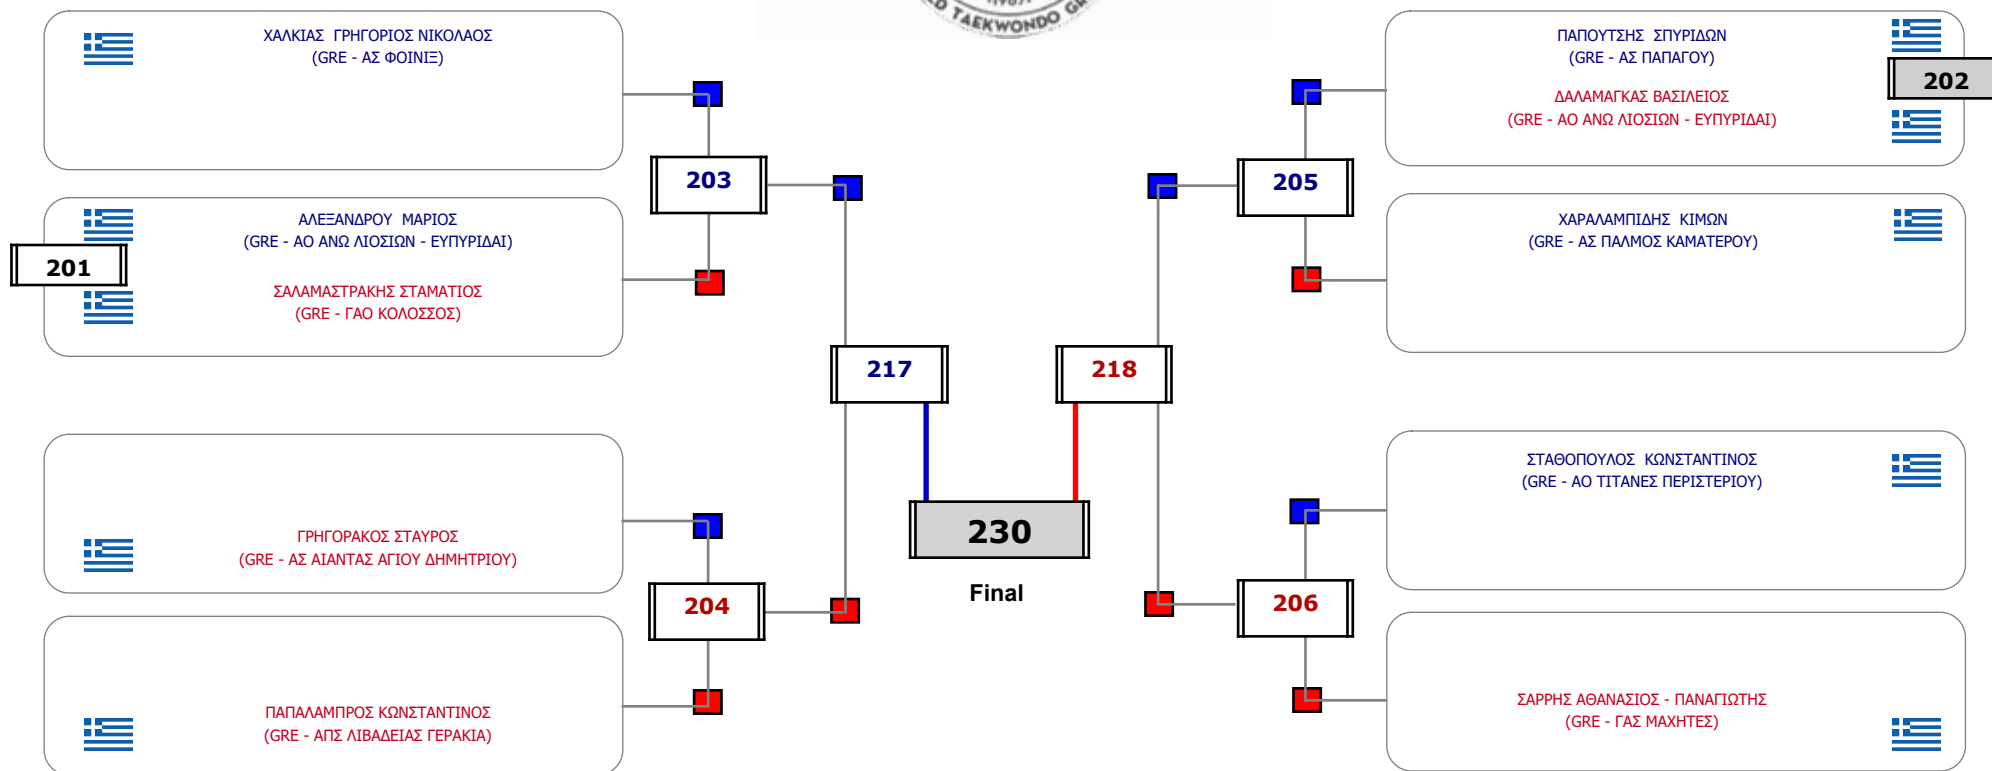 TAEKWONDO
ΧΑΛΚΙΑΣ ΓΡΗΓΟΡΙΟΣ ΝΙΚΟΛΑΟΣ
(GRE - ΑΣ ΦΟΙΝΙΞ)
203
ΑΛΕΞΑΝΔΡΟΥ ΜΑΡΙΟΣ
(GRE - ΑΟ ΑΝΩ ΛΙΟΣΙΩΝ - ΕΥΠΥΡΙΔΑΙ)
201
ΣΑΛΑΜΑΣΤΡΑΚΗΣ ΣΤΑΜΑΤΙΟΣ
(GRE - ΓΑΟ ΚΟΛΟΣΣΟΣ)
217
ΓΡΗΓΟΡΑΚΟΣ ΣΤΑΥΡΟΣ
(GRE - ΑΣ ΑΙΑΝΤΑΣ ΑΓΙΟΥ ΔΗΜΗΤΡΙΟΥ)
204
ΠΑΠΑΛΑΜΠΡΟΣ ΚΩΝΣΤΑΝΤΙΝΟΣ
(GRE - ΑΠΣ ΛΙΒΑΔΕΙΑΣ ΓΕΡΑΚΙΑ)
230
Final
ΠΑΠΟΥΤΣΗΣ ΣΠΥΡΙΔΩΝ
(GRE - ΑΣ ΠΑΠΑΓΟΥ)
202
ΔΑΛΑΜΑΓΚΑΣ ΒΑΣΙΛΕΙΟΣ
(GRE - ΑΟ ΑΝΩ ΛΙΟΣΙΩΝ - ΕΥΠΥΡΙΔΑΙ)
205
ΧΑΡΑΛΑΜΠΙΔΗΣ ΚΙΜΩΝ
(GRE - ΑΣ ΠΑΛΜΟΣ ΚΑΜΑΤΕΡΟΥ)
218
ΣΤΑΘΟΠΟΥΛΟΣ ΚΩΝΣΤΑΝΤΙΝΟΣ
(GRE - ΑΟ ΤΙΤΑΝΕΣ ΠΕΡΙΣΤΕΡΙΟΥ)
206
ΣΑΡΡΗΣ ΑΘΑΝΑΣΙΟΣ - ΠΑΝΑΓΙΩΤΗΣ
(GRE - ΓΑΣ ΜΑΧΗΤΕΣ)